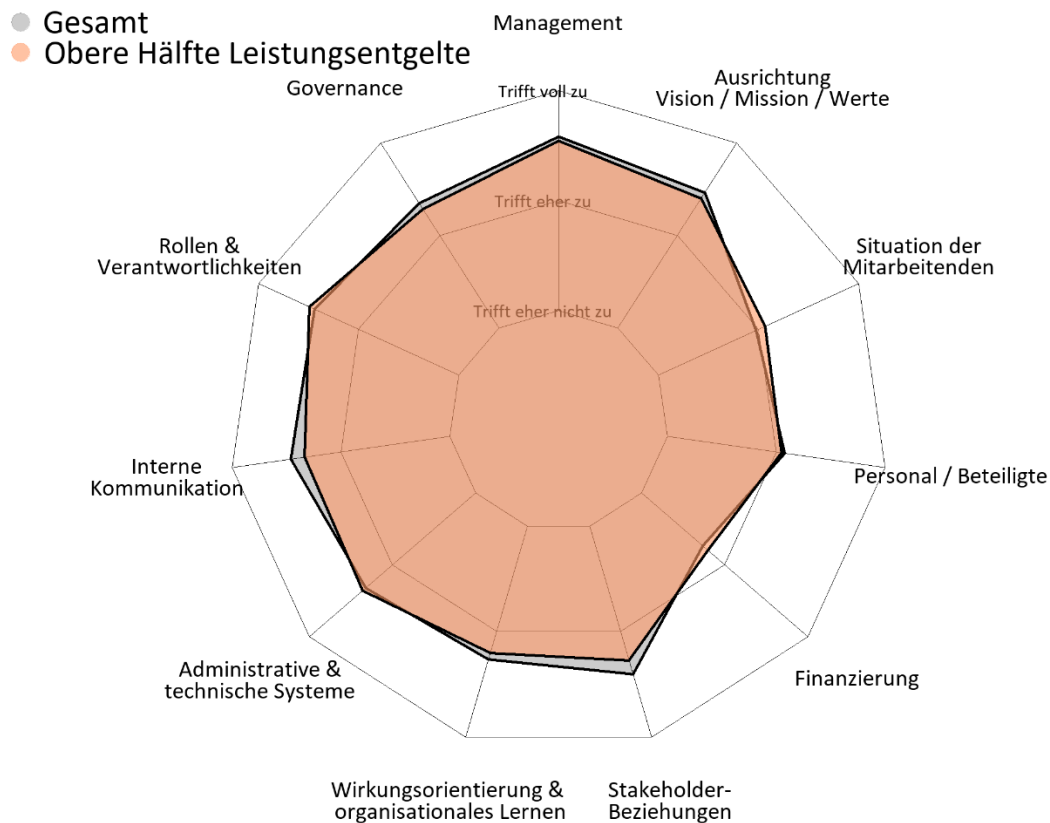 Gesamt
Obere Hälfte Leistungsentgelte
Management
Ausrichtung
Vision / Mission / Werte
Governance
Trifft voll zu
Trifft eher zu
Trifft eher nicht zu
Situation der
Mitarbeitenden
Rollen &
Verantwortlichkeiten
Personal / Beteiligte
Interne
Kommunikation
Finanzierung
Administrative &
technische Systeme
Wirkungsorientierung &
organisationales Lernen
Stakeholder-
Beziehungen